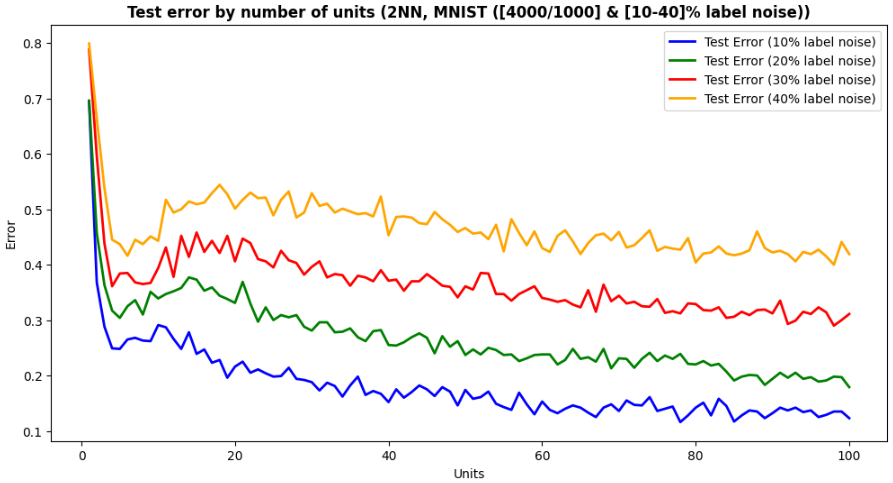 Test error by number of units (2NN, MNIST ([4000/1000] & [10-40]% label noise))
Test Error (10% label noise)
Test Error (20% label noise)
Test Error (30% label noise)
Test Error (40% label noise)
Error
0.8
0.7
0.6
0.5
0.4
0.3
0.2
0.1
0 20 40 60 80 100
Units